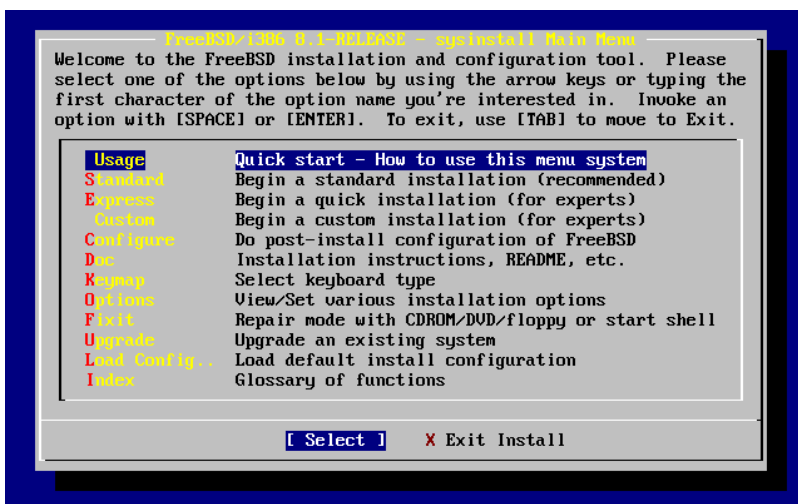 FreeBSD/i386 8.1-RELEASE - sysinstall Main Menu
Welcome to the FreeBSD installation and configuration tool. Please
select one of the options below by using the arrow keys or typing the
first character of the option name you're interested in. Invoke an
option with [SPACE] or [ENTER]. To exit, use [TAB] to move to Exit.
Usage Quick start - How to use this menu system
Standard Begin a standard installation (recommended)
Express Begin a quick installation (for experts)
Custom Begin a custom installation (for experts)
Configure Do post-install configuration of FreeBSD
Doc Installation instructions, README, etc.
Keymap Select keyboard type
Options View/Set various installation options
Fixit Repair mode with CDROM/DVD/floppy or start shell
Upgrade Upgrade an existing system
Load Config.. Load default install configuration
Index Glossary of functions
[ Select ] X Exit Install